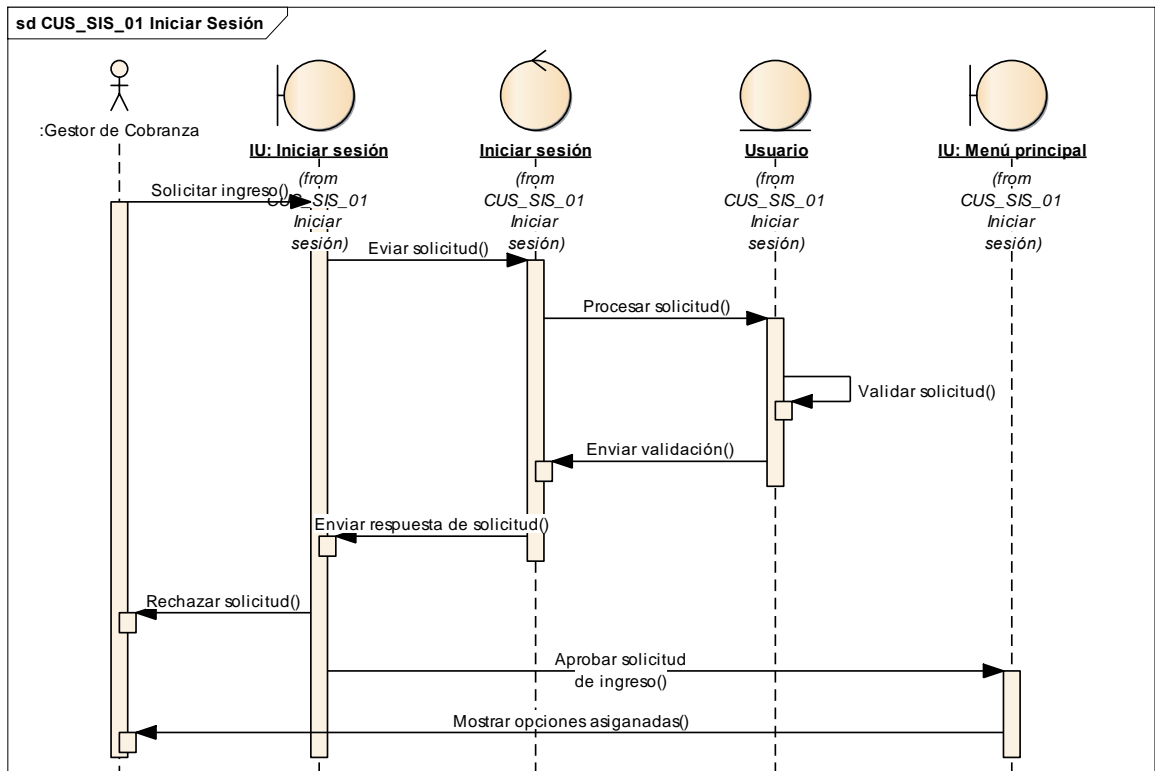 sd CUS_SIS_01 Iniciar Sesión
:Gestor de Cobranza
IU: Iniciar sesión
(from
CUS_SIS_01
Iniciar
sesión)
Iniciar sesión
(from
CUS_SIS_01
Iniciar
sesión)
Usuario
(from
CUS_SIS_01
Iniciar
sesión)
IU: Menú principal
(from
CUS_SIS_01
Iniciar
sesión)
Solicitar ingreso()
Eviar solicitud()
Procesar solicitud()
Validar solicitud()
Enviar validación()
Enviar respuesta de solicitud()
Rechazar solicitud()
Aprobar solicitud
de ingreso()
Mostrar opciones asiganadas()